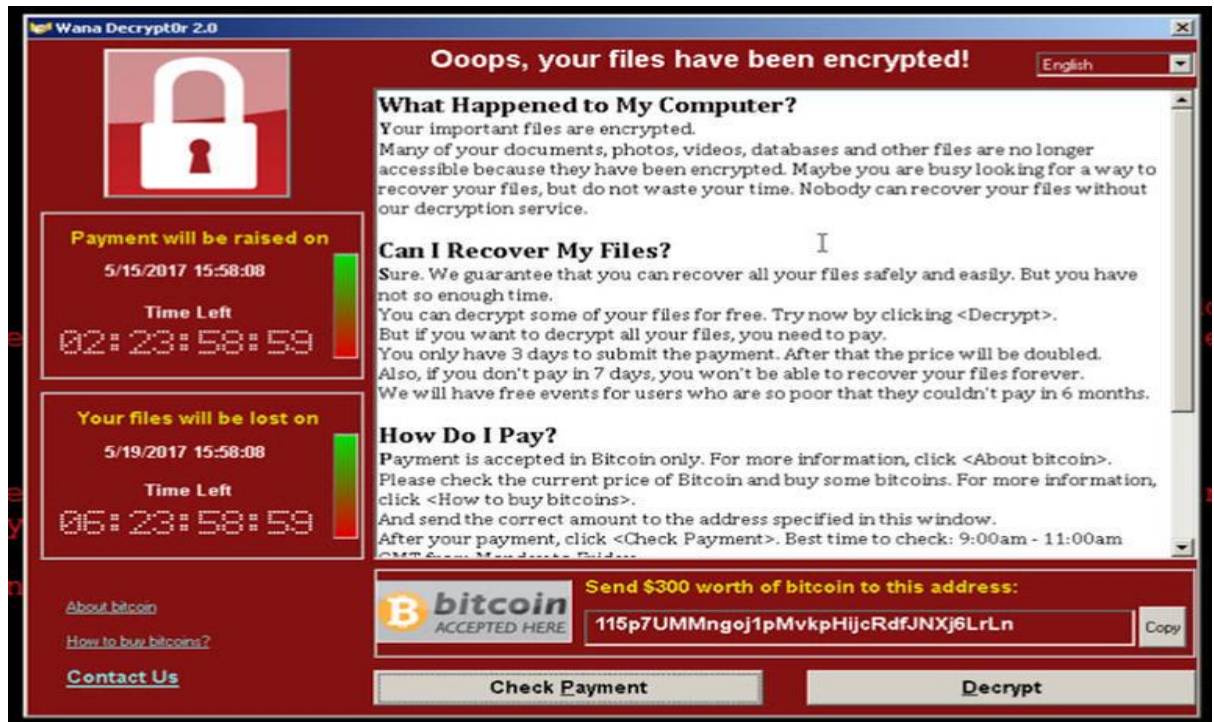 Wana Decrypt0r 2.0
Ooops, your files have been encrypted!
English
What Happened to My Computer?
Your important files are encrypted.
Many of your documents, photos, videos, databases and other files are no longer
accessible because they have been encrypted. Maybe you are busy looking for a way to
recover your files, but do not waste your time. Nobody can recover your files without
our decryption service.
Can I Recover My Files?
Sure. We guarantee that you can recover all your files safely and easily. But you have
not so enough time.
You can decrypt some of your files for free. Try now by clicking <Decrypt>.
But if you want to decrypt all your files, you need to pay.
You only have 3 days to submit the payment. After that the price will be doubled.
Also, if you don't pay in 7 days, you won't be able to recover your files forever.
We will have free events for users who are so poor that they couldn't pay in 6 months.
How Do I Pay?
Payment is accepted in Bitcoin only. For more information, click <About bitcoin>.
Please check the current price of Bitcoin and buy some bitcoins. For more information,
click <How to buy bitcoins>.
And send the correct amount to the address specified in this window.
After your payment, click <Check Payment>. Best time to check: 9:00am - 11:00am
Payment will be raised on
5/15/2017 15:58:08
Time Left
02:23:58:59
Your files will be lost on
5/19/2017 15:58:08
Time Left
06:23:58:59
About bitcoin
How to buy bitcoins?
Contact Us
bitcoin
ACCEPTED HERE
Send $300 worth of bitcoin to this address:
115p7UMMngoj1pMvkpHijcRdfJNXj6LrLn
Copy
Check Payment
Decrypt